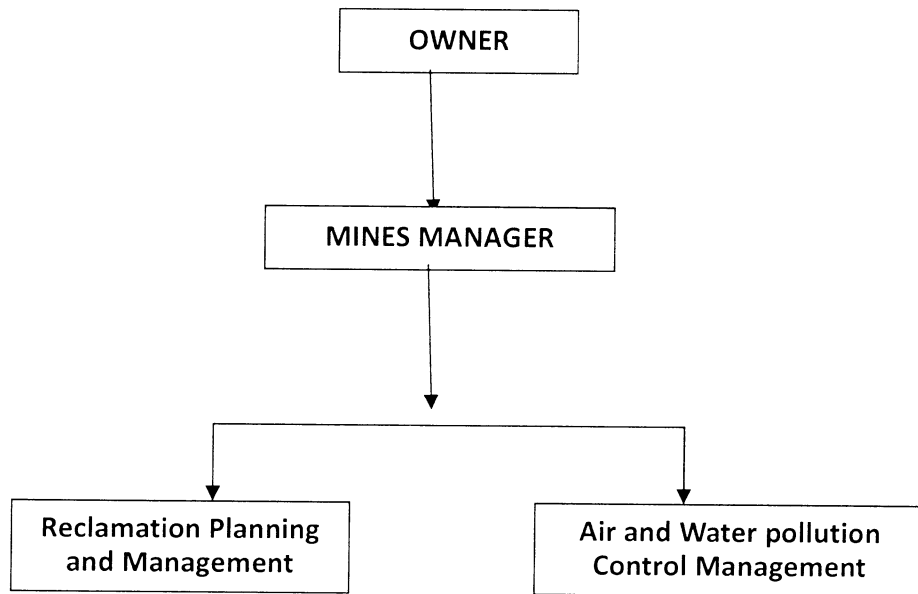 OWNER
MINES MANAGER
Reclamation Planning
and Management
Air and Water pollution
Control Management